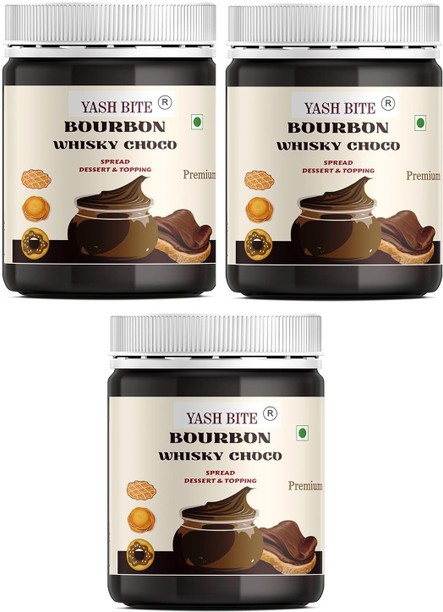 YASH BITE ®
BOURBON
WHISKY CHOCO
SPREAD
DESSERT & TOPPING
Premium
YASH BITE ®
BOURBON
WHISKY CHOCO
SPREAD
DESSERT & TOPPING
Premium
YASH BITE ®
BOURBON
WHISKY CHOCO
SPREAD
DESSERT & TOPPING
Premium